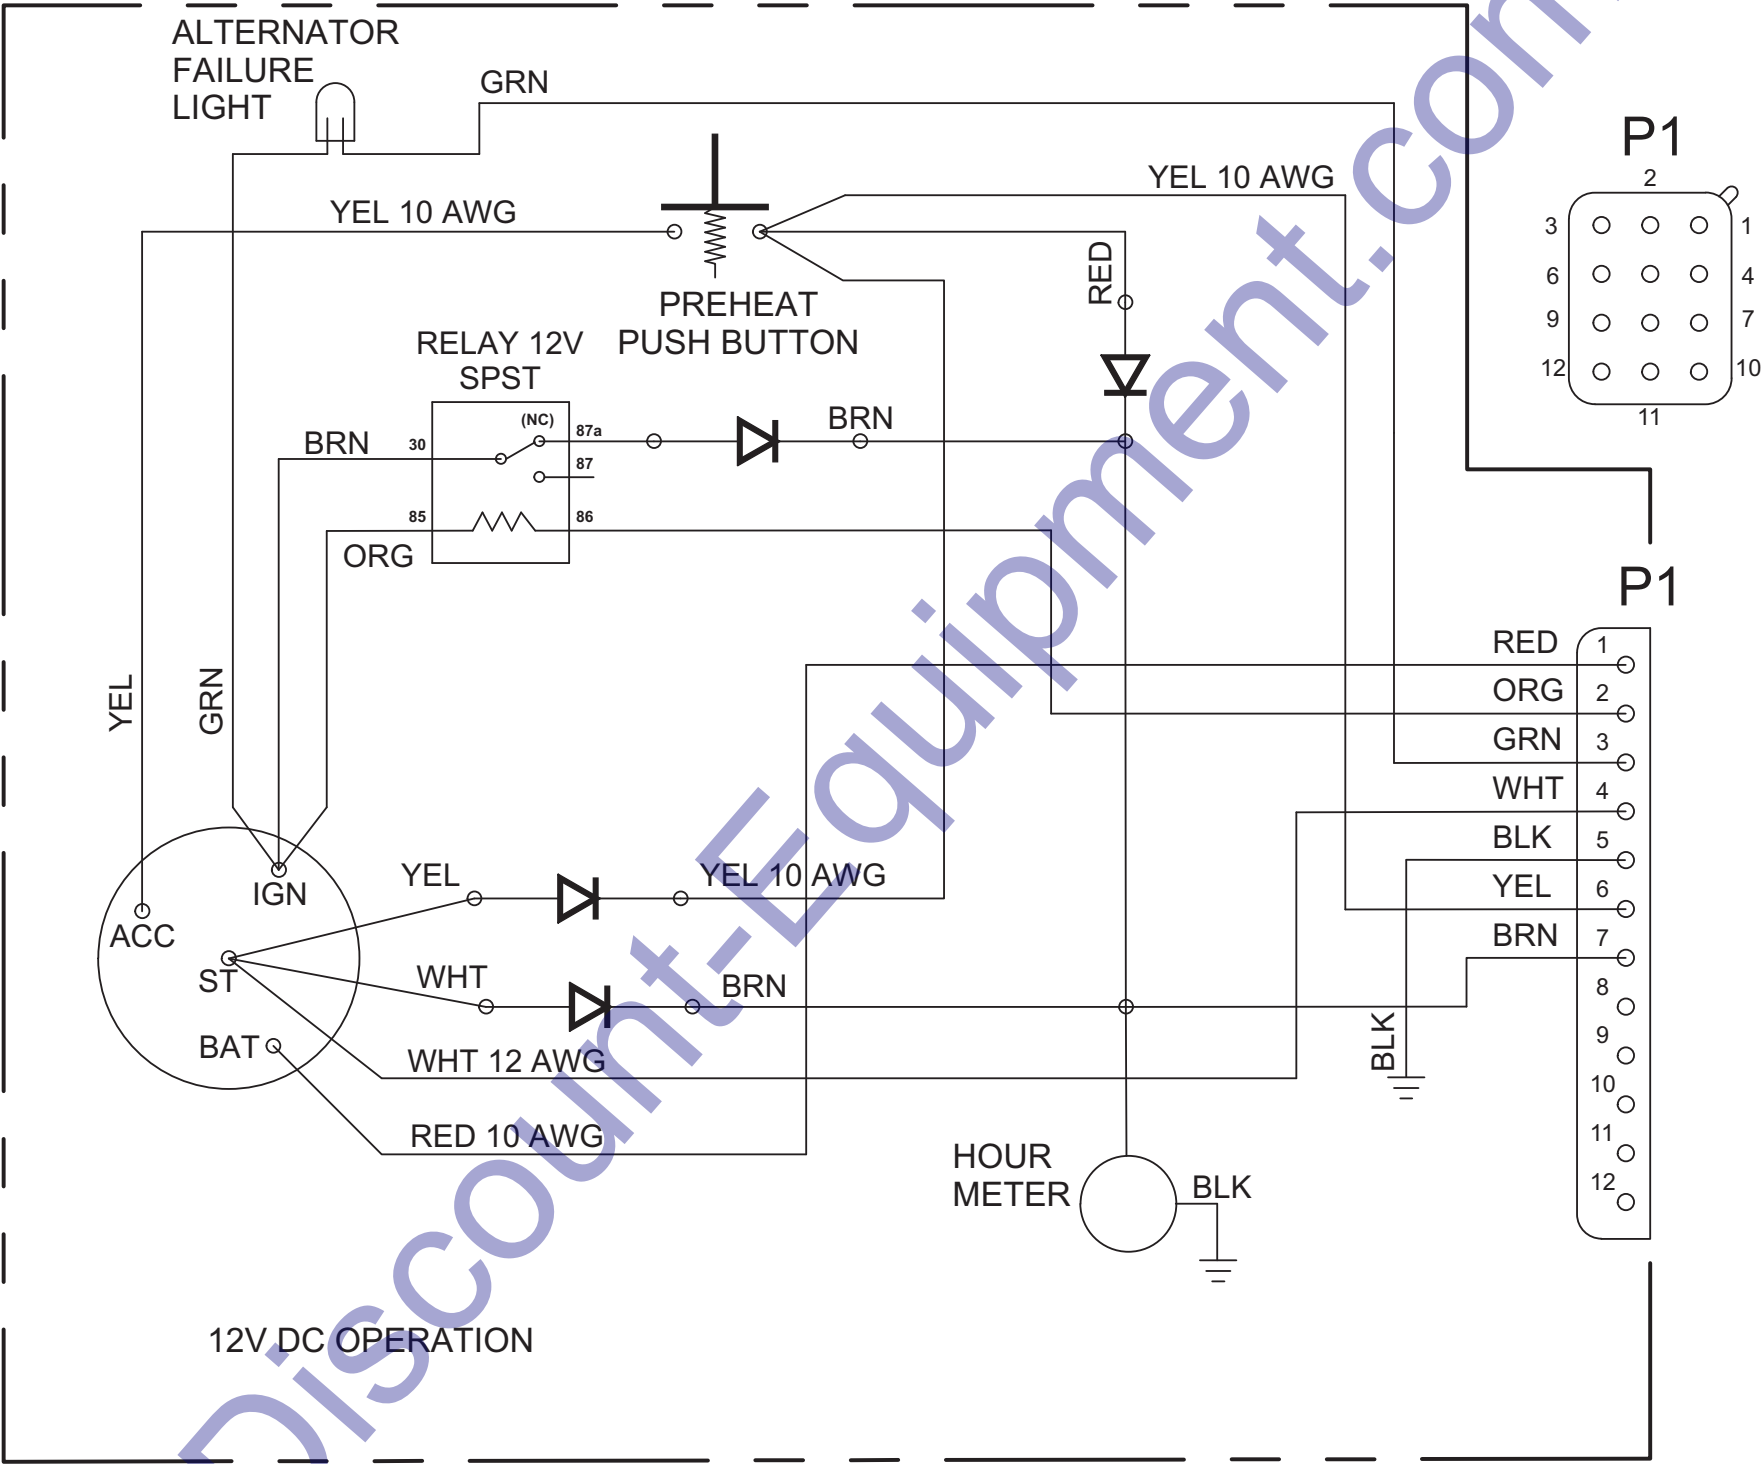 ALTERNATOR
FAILURE
LIGHT
GRN
YEL 10 AWG
YEL 10 AWG
PREHEAT
PUSH BUTTON
RED
RELAY 12V
SPST
(NC)
BRN
30
87a
87
85
86
ORG
BRN
YEL
GRN
P1
2
3
1
6
4
9
7
12
10
11
P1
RED
1
ORG
2
GRN
3
WHT
4
BLK
5
YEL
6
BRN
7
8
9
10
11
12
IGN
ACC
ST
BAT
YEL
YEL 10 AWG
WHT
BRN
WHT 12 AWG
RED 10 AWG
BLK
HOUR
METER
BLK
12V DC OPERATION
Discount-Equipment.com